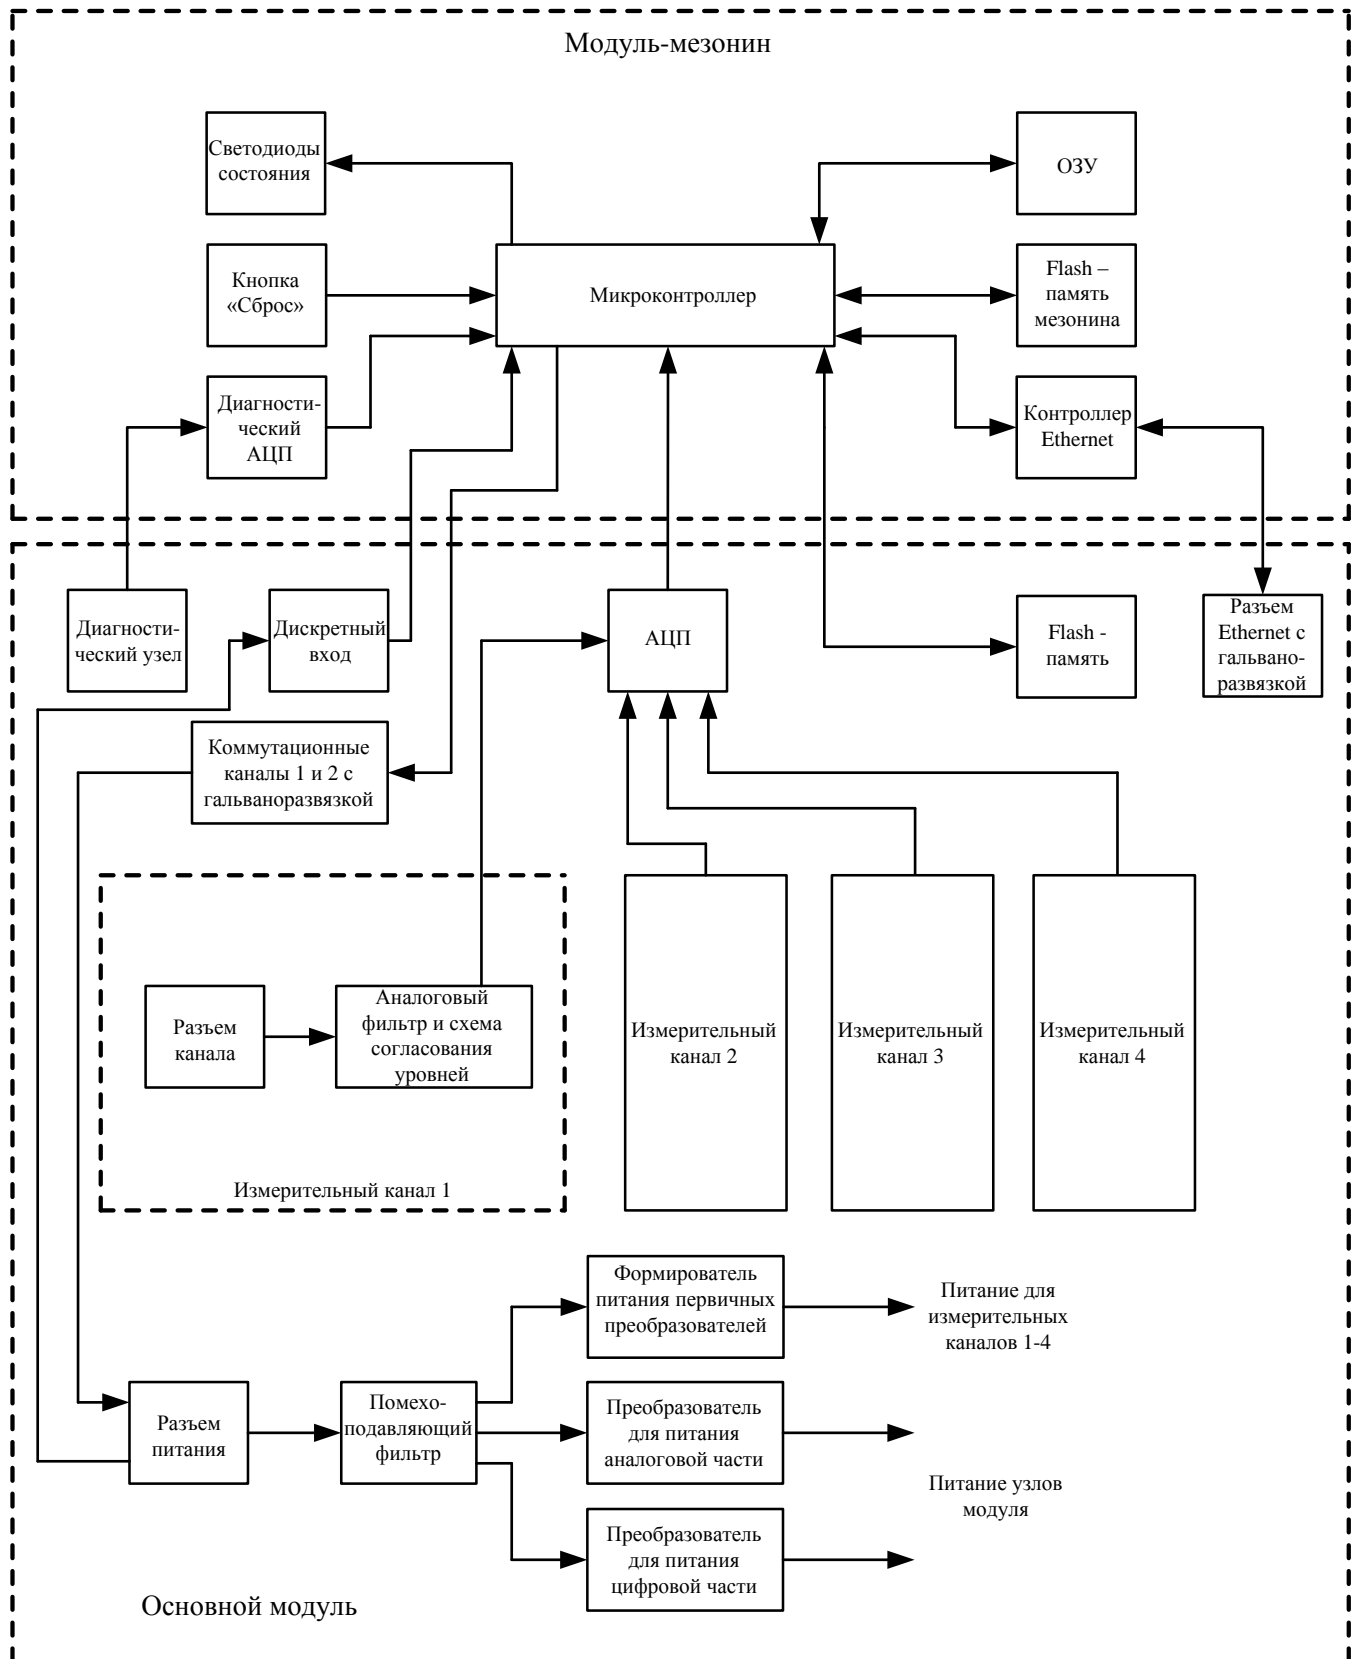 Модуль-мезонин
Светодиоды
состояния
ОЗУ
Кнопка
«Сброс»
Микроконтроллер
Flash –
память
мезонина
Диагности-
ческий
АЦП
Контроллер
Ethernet
Диагности-
ческий узел
Дискретный
вход
АЦП
Flash -
память
Разъем
Ethernet с
гальвано-
развязкой
Коммутационные
каналы 1 и 2 с
гальваноразвязкой
Разъем
канала
Аналоговый
фильтр и схема
согласования
уровней
Измерительный канал 1
Измерительный
канал 2
Измерительный
канал 3
Измерительный
канал 4
Формирователь
питания первичных
преобразователей
Питание для
измерительных
каналов 1-4
Разъем
питания
Помехо-
подавляющий
фильтр
Преобразователь
для питания
аналоговой части
Питание узлов
модуля
Преобразователь
для питания
цифровой части
Основной модуль